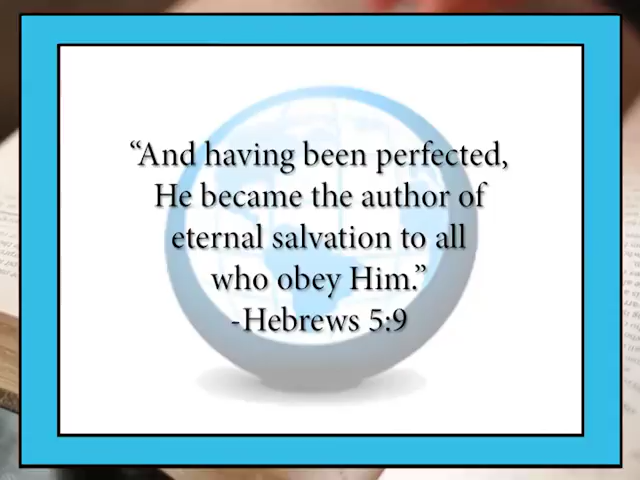 “And having been perfected,
He became the author of
eternal salvation to all
who obey Him.”
-Hebrews 5:9